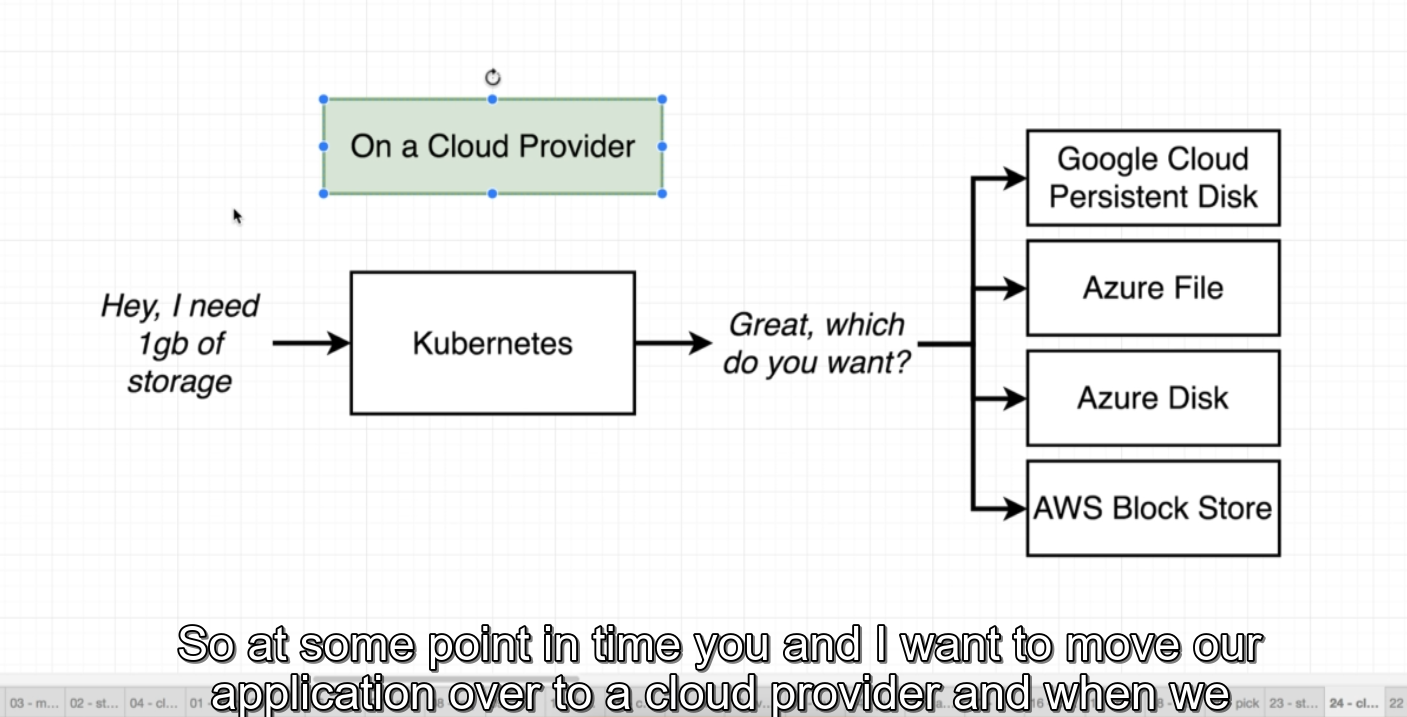 On a Cloud Provider
Hey, I need
1gb of
storage
Kubernetes
Great, which
do you want?
Google Cloud
Persistent Disk
Azure File
Azure Disk
AWS Block Store
So at some point in time you and I want to move our
application over to a cloud provider and when we
03 - m... 02 - st... 04 - cl... 01 pick 23 - st... 24 - cl... 22